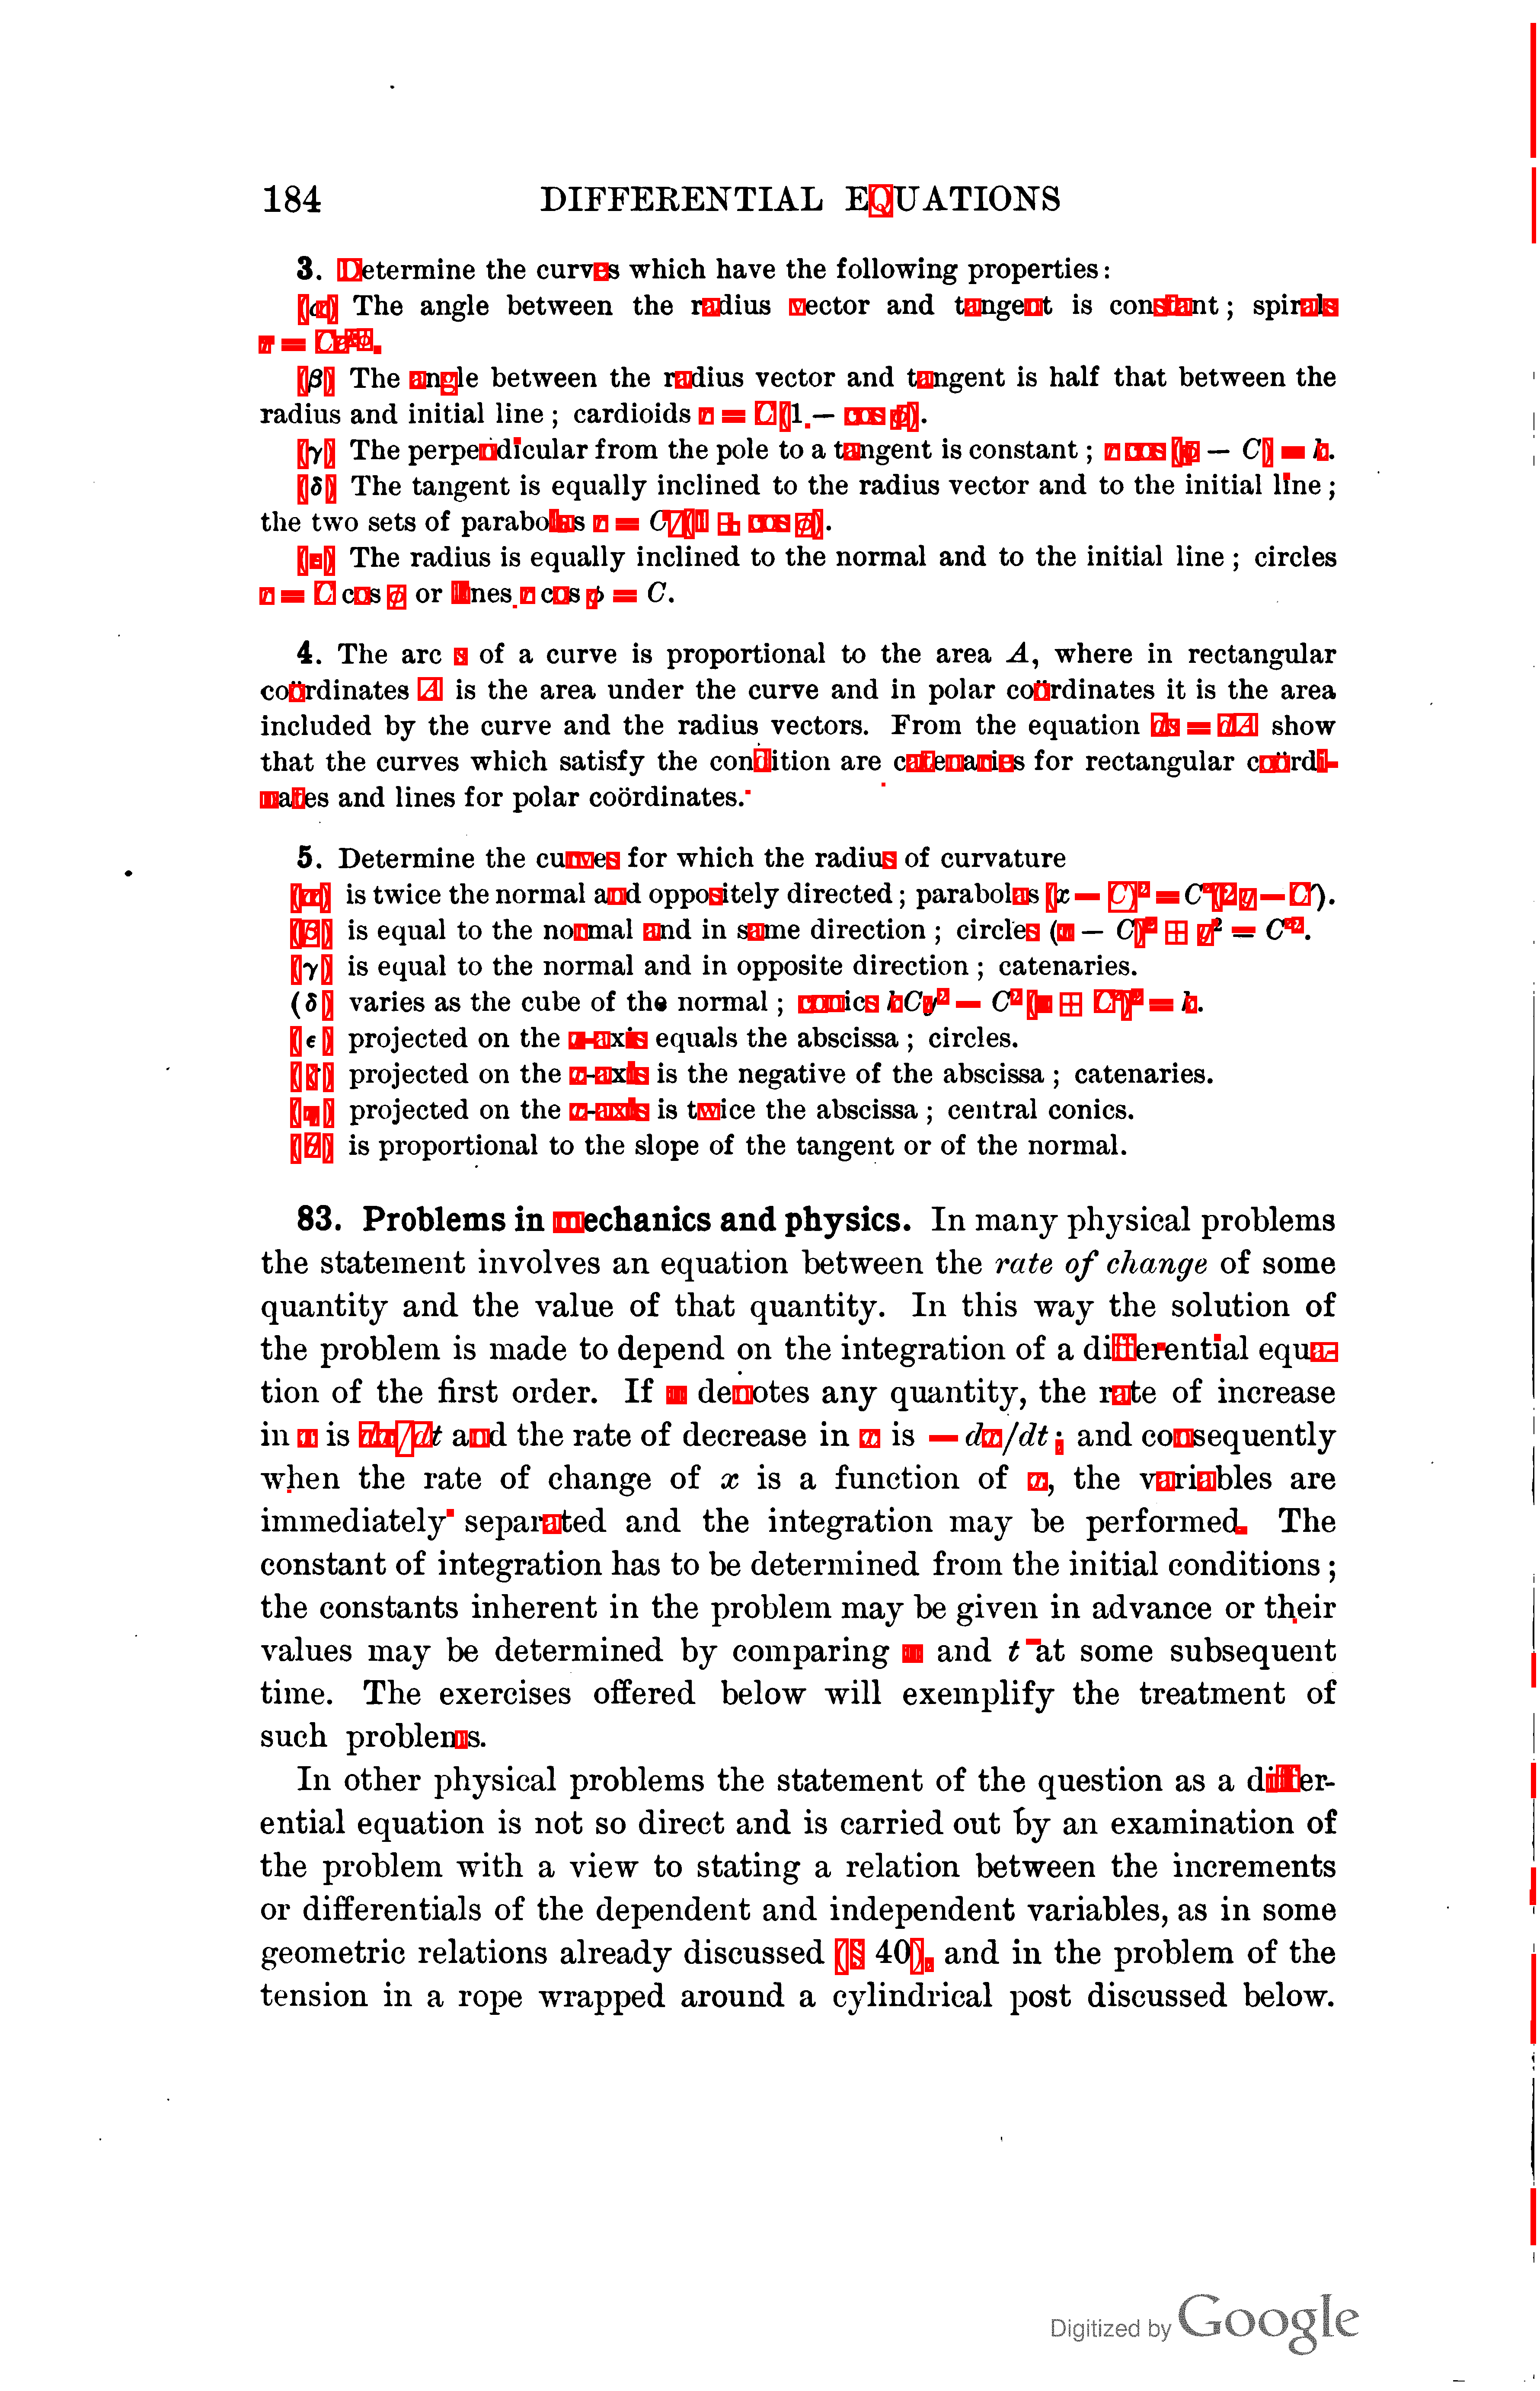 184 DIFFERENTIAL EQUATIONS
3. Determine the curves which have the following properties:
(α) The angle between the radius vector and tangent is constant; spirals
r = Ce^{kϕ}.
(β) The angle between the radius vector and tangent is half that between the
radius and initial line; cardioids r = C(1 − cos ϕ).
(γ) The perpendicular from the pole to a tangent is constant; r cos (ϕ − C) = k.
(δ) The tangent is equally inclined to the radius vector and to the initial line;
the two sets of parabolas r = C/(1 ± cos ϕ).
(ε) The radius is equally inclined to the normal and to the initial line; circles
r = C cos ϕ or lines r cos ϕ = C.
4. The arc s of a curve is proportional to the area A, where in rectangular
coördinates A is the area under the curve and in polar coördinates it is the area
included by the curve and the radius vectors. From the equation ds = dA show
that the curves which satisfy the condition are catenaries for rectangular coördi-
nates and lines for polar coördinates.
5. Determine the curves for which the radius of curvature
(α) is twice the normal and oppositely directed; parabolas (x − C)² = C′(2y − C′).
(β) is equal to the normal and in same direction; circles (x − C)² + y² = C′².
(γ) is equal to the normal and in opposite direction; catenaries.
(δ) varies as the cube of the normal; conics kCy² − C²(x + C′)² = k.
(ε) projected on the x-axis equals the abscissa; circles.
(ζ) projected on the x-axis is the negative of the abscissa; catenaries.
(η) projected on the x-axis is twice the abscissa; central conics.
(θ) is proportional to the slope of the tangent or of the normal.
83. Problems in mechanics and physics. In many physical problems
the statement involves an equation between the rate of change of some
quantity and the value of that quantity. In this way the solution of
the problem is made to depend on the integration of a differential equa-
tion of the first order. If x denotes any quantity, the rate of increase
in x is dx/dt and the rate of decrease in x is − dx/dt; and consequently
when the rate of change of x is a function of x, the variables are
immediately separated and the integration may be performed. The
constant of integration has to be determined from the initial conditions;
the constants inherent in the problem may be given in advance or their
values may be determined by comparing x and t at some subsequent
time. The exercises offered below will exemplify the treatment of
such problems.
In other physical problems the statement of the question as a differ-
ential equation is not so direct and is carried out by an examination of
the problem with a view to stating a relation between the increments
or differentials of the dependent and independent variables, as in some
geometric relations already discussed (§ 40), and in the problem of the
tension in a rope wrapped around a cylindrical post discussed below.
Digitized by Google